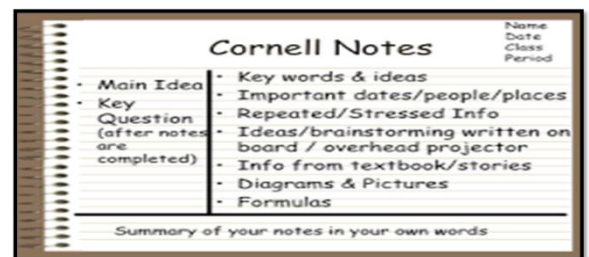 Name
Date
Class
Period
Cornell Notes
· Main Idea
· Key
Question
(after notes
are
completed)
· Key words & ideas
· Important dates/people/places
· Repeated/Stressed Info
· Ideas/brainstorming written on
board / overhead projector
· Info from textbook/stories
· Diagrams & Pictures
· Formulas
Summary of your notes in your own words